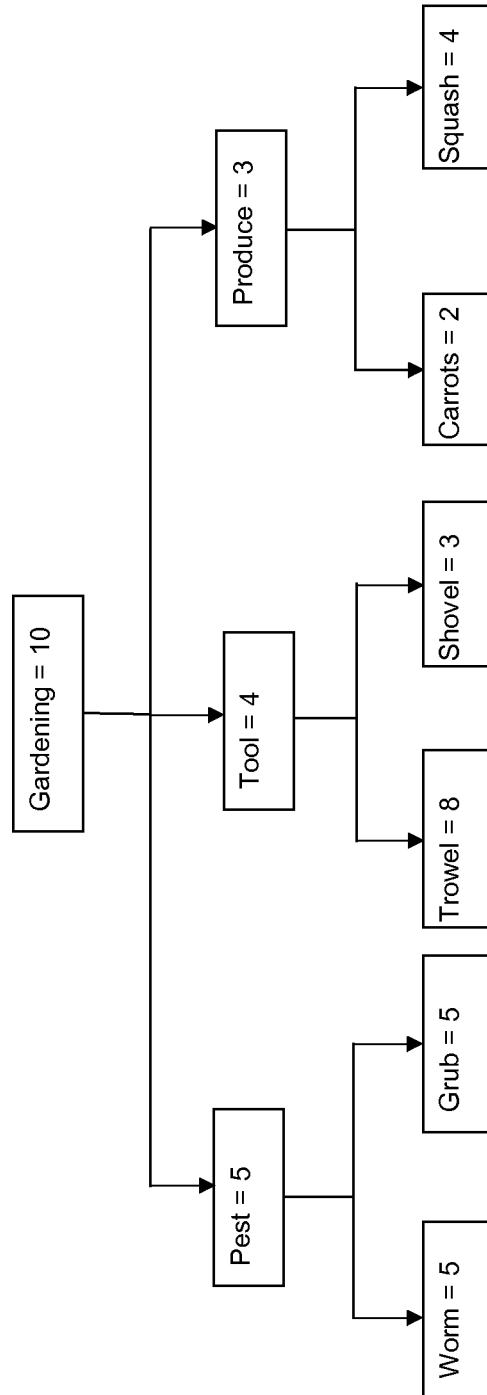 Gardening = 10
Pest = 5
Tool = 4
Produce = 3
Worm = 5
Grub = 5
Trowel = 8
Shovel = 3
Carrots = 2
Squash = 4